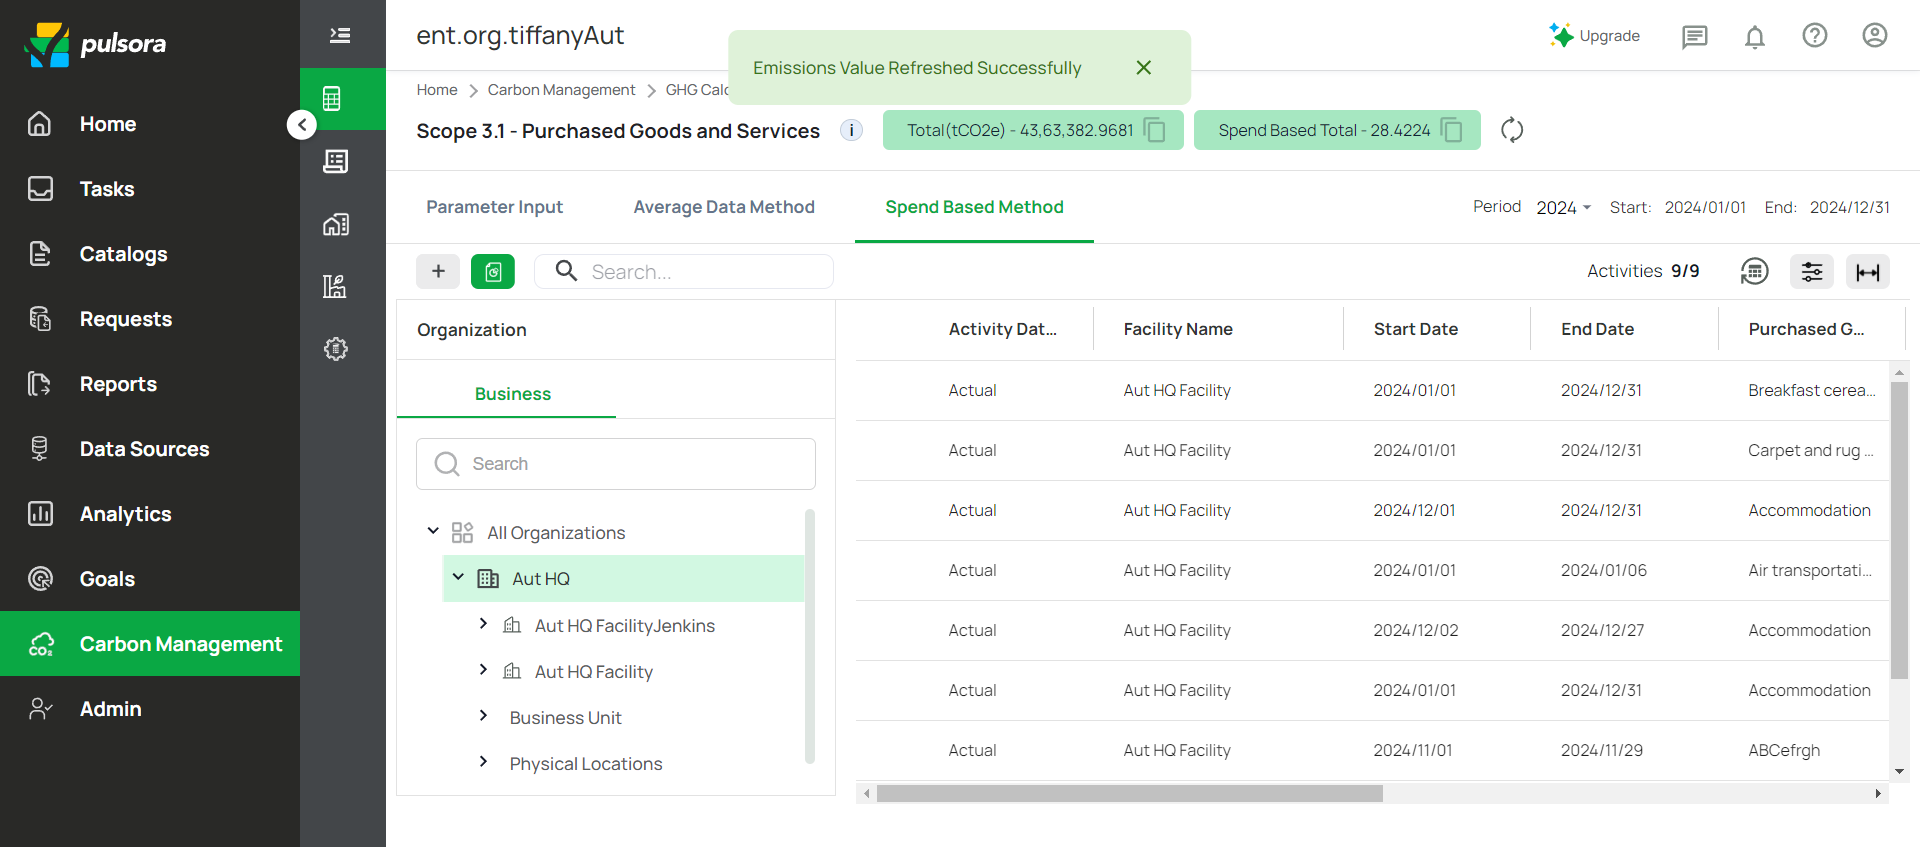 pulsora
Home
Tasks
Catalogs
Requests
Reports
Data Sources
Analytics
Goals
Carbon Management
Admin
ent.org.tiffanyAut
Upgrade
Emissions Value Refreshed Successfully
Home > Carbon Management > GHG Calc
Scope 3.1 - Purchased Goods and Services
Total(tCO2e) - 43,63,382.9681
Spend Based Total - 28.4224
Parameter Input
Average Data Method
Spend Based Method
Period 2024 Start: 2024/01/01 End: 2024/12/31
Search...
Activities 9/9
Organization
Business
Search
All Organizations
Aut HQ
Aut HQ FacilityJenkins
Aut HQ Facility
Business Unit
Physical Locations
Activity Dat... Facility Name Start Date End Date Purchased G...
Actual Aut HQ Facility 2024/01/01 2024/12/31 Breakfast cerea...
Actual Aut HQ Facility 2024/01/01 2024/12/31 Carpet and rug ...
Actual Aut HQ Facility 2024/12/01 2024/12/31 Accommodation
Actual Aut HQ Facility 2024/01/01 2024/01/06 Air transportati...
Actual Aut HQ Facility 2024/12/02 2024/12/27 Accommodation
Actual Aut HQ Facility 2024/01/01 2024/12/31 Accommodation
Actual Aut HQ Facility 2024/11/01 2024/11/29 ABCefrgh